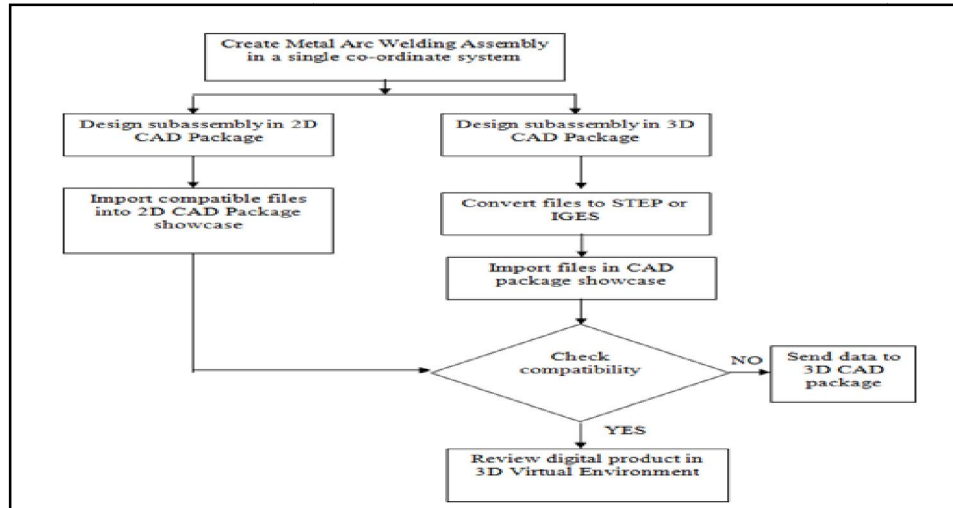 Create Metal Arc Welding Assembly
in a single co-ordinate system
Design subassembly in 2D
CAD Package
Design subassembly in 3D
CAD Package
Import compatible files
into 2D CAD Package
showcase
Convert files to STEP or
IGES
Import files in CAD
package showcase
Check
compatibility
NO
Send data to
3D CAD
package
YES
Review digital product in
3D Virtual Environment